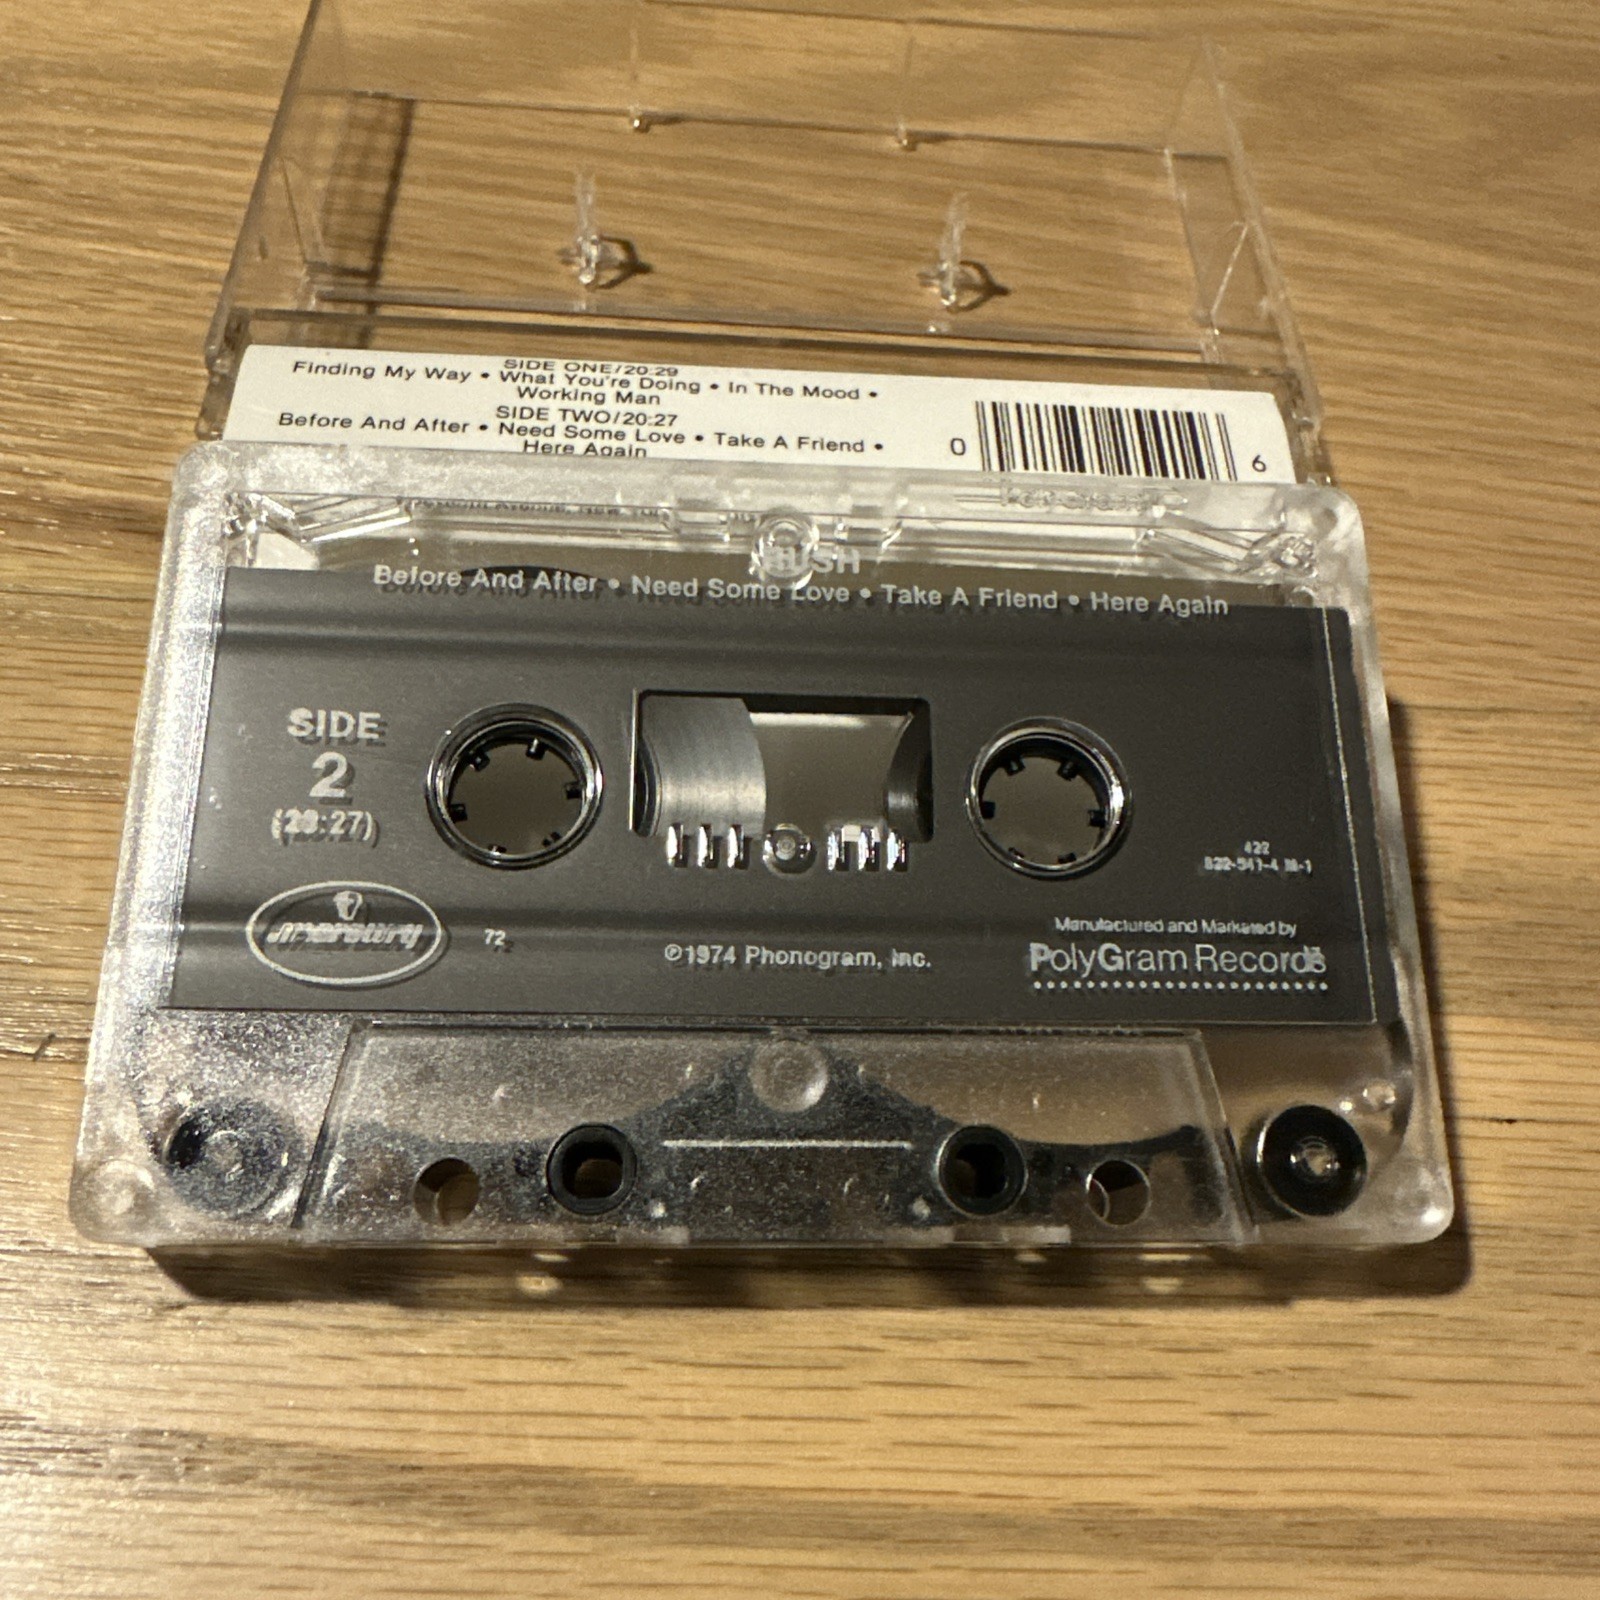 SIDE ONE/20:29
Finding My Way • What You're Doing • In The Mood •
Working Man
SIDE TWO/20:27
Before And After • Need Some Love • Take A Friend •
Here Again
0 6
RUSH
Before And After • Need Some Love • Take A Friend • Here Again
SIDE
2
(20:27)
422
822-541-4 M-1
Mercury
72
℗1974 Phonogram, Inc.
Manufactured and Marketed by
PolyGram Records